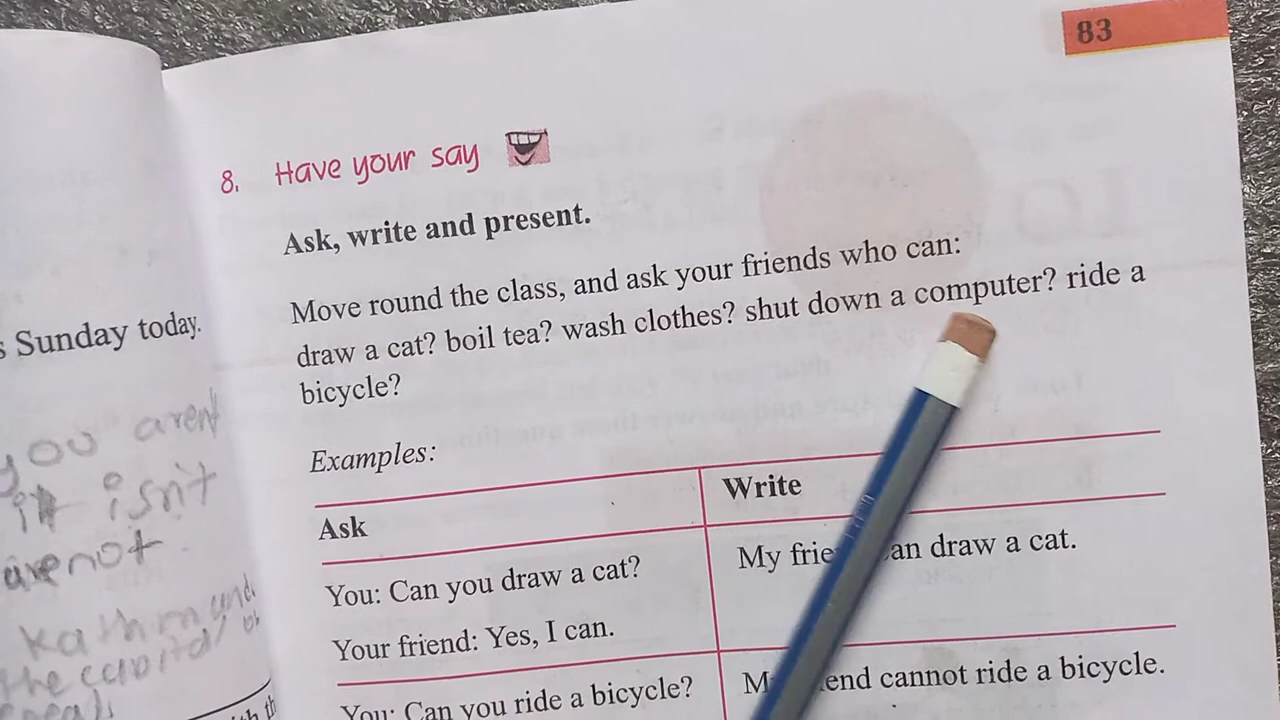 83
8. Have your say
Ask, write and present.
Move round the class, and ask your friends who can:
draw a cat? boil tea? wash clothes? shut down a computer? ride a
bicycle?
Examples:
Ask
Write
You: Can you draw a cat?
Your friend: Yes, I can.
My can draw a cat.
You: Can you ride a bicycle?
cannot ride a bicycle.
Sunday today.
you arent
it isn't
are not
the